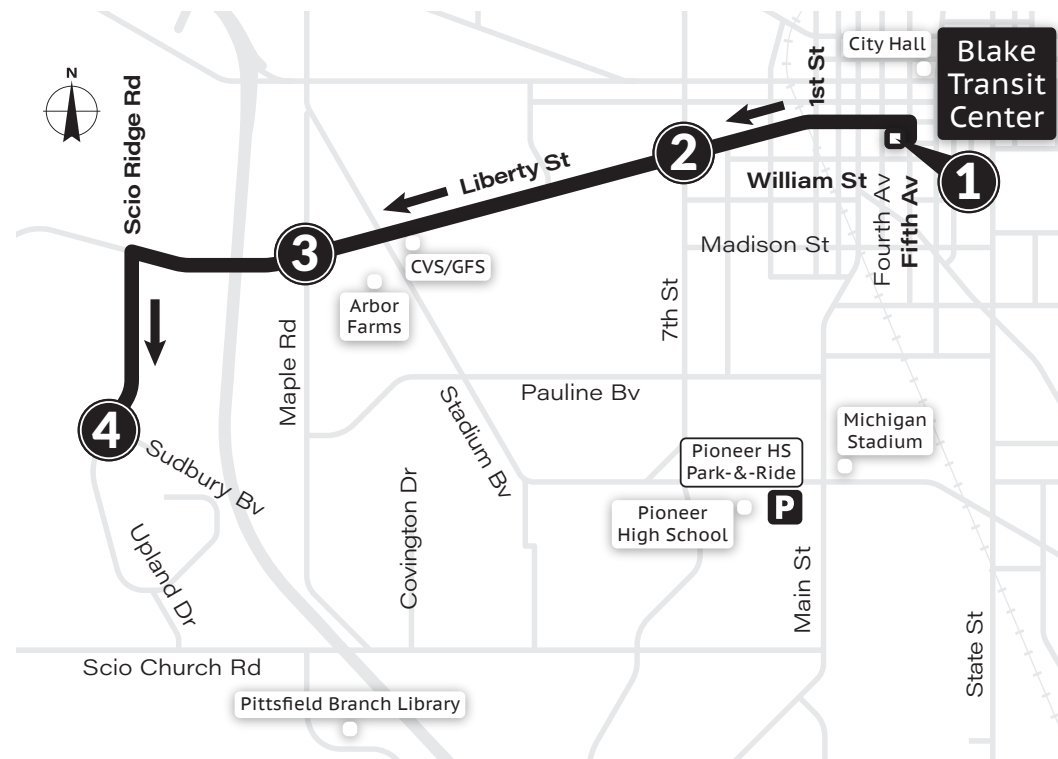 N
Scio Ridge Rd
1st St
City Hall
Blake
Transit
Center
2
Liberty St
William St
1
Fourth Av
Fifth Av
Madison St
3
CVS/GFS
Arbor
Farms
7th St
Maple Rd
Pauline Bv
Stadium Bv
4
Sudbury Bv
Michigan
Stadium
Pioneer HS
Park-&-Ride
P
Pioneer
High School
Covington Dr
Upland Dr
Main St
State St
Scio Church Rd
Pittsfield Branch Library